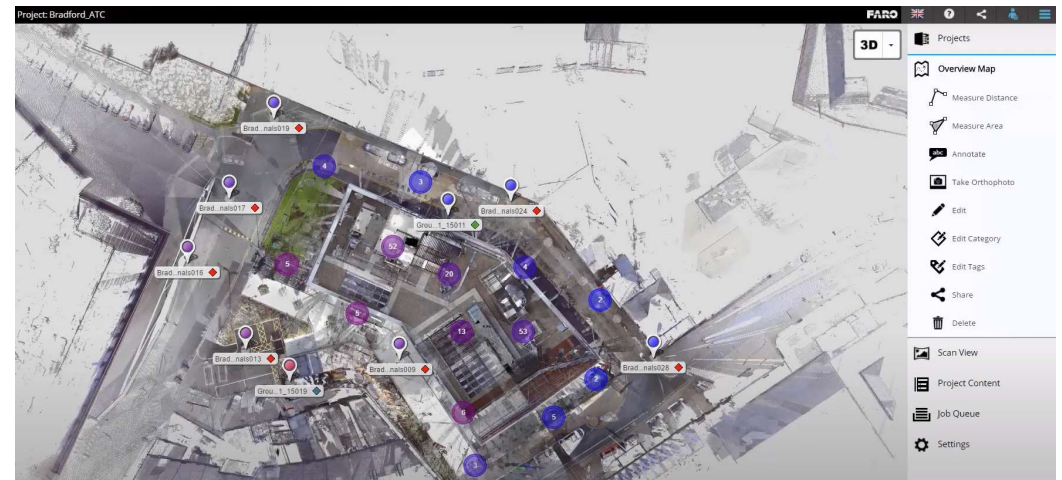 Project: Bradford_ATC
FARO
3D
Projects
Overview Map
Measure Distance
Measure Area
abc
Annotate
Take Orthophoto
Edit
Edit Category
Edit Tags
Share
Delete
Scan View
Project Content
Job Queue
Settings
Brad...nals019
4
3
Brad...nals017
Brad...nals024
Grou...1_15011
52
Brad...nals016
5
20
4
2
5
13
53
Brad...nals013
Brad...nals009
Brad...nals028
Grou...1_15019
2
6
5
3